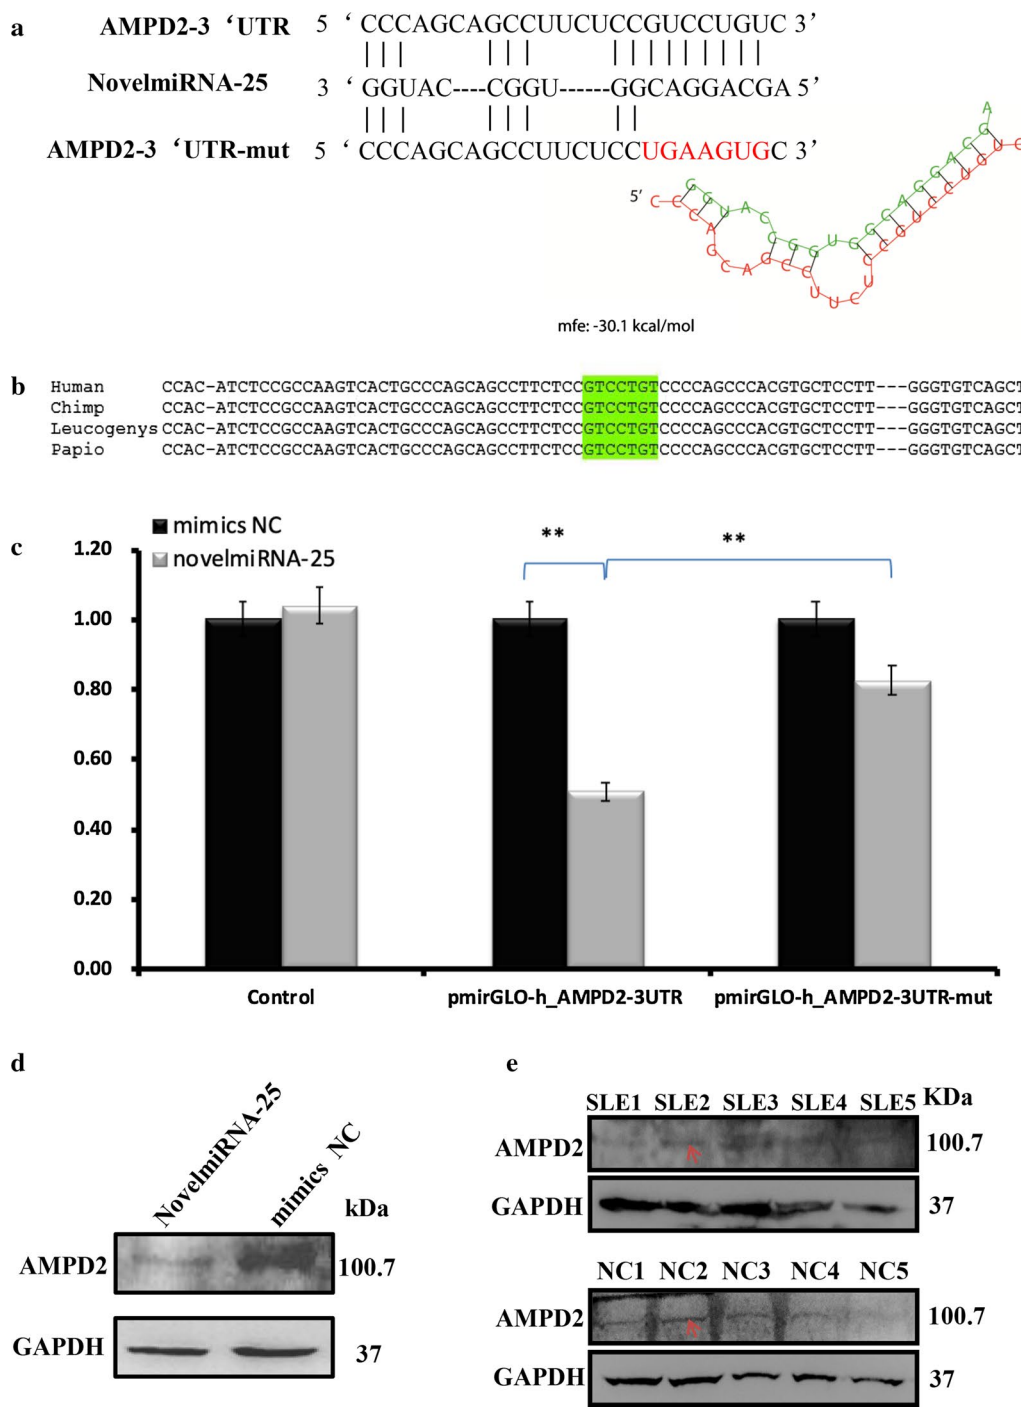 a
AMPD2-3 ‘UTR 5 ‘ CCCAGCAGCCUUCUCCGUCCUGUC 3’
NovelmiRNA-25 3 ‘ GGUAC----CGGU------GGCAGGACGA 5’
AMPD2-3 ‘UTR-mut 5 ‘ CCCAGCAGCCUUCUCCUGAAGUGC 3’
5'
mfe: -30.1 kcal/mol
b
Human CCAC-ATCTCCGCCAAGTCACTGCCCAGCAGCCTTCTCCGTCCTGTCCCCAGCCCACGTGCTCCTT---GGGTGTCAGCT
Chimp CCAC-ATCTCCGCCAAGTCACTGCCCAGCAGCCTTCTCCGTCCTGTCCCCAGCCCACGTGCTCCTT---GGGTGTCAGCT
Leucogenys CCAC-ATCTCCGCCAAGTCACTGCCCAGCAGCCTTCTCCGTCCTGTCCCCAGCCCACGTGCTCCTT---GGGTGTCAGCT
Papio CCAC-ATCTCCGCCAAGTCACTGCCCAGCAGCCTTCTCCGTCCTGTCCCCAGCCCACGTGCTCCTT---GGGTGTCAGCT
c
mimics NC
novelmiRNA-25
** **
1.20
1.00
0.80
0.60
0.40
0.20
0.00
Control pmirGLO-h_AMPD2-3UTR pmirGLO-h_AMPD2-3UTR-mut
d
NovelmiRNA-25 mimics NC kDa
AMPD2 100.7
GAPDH 37
e
SLE1 SLE2 SLE3 SLE4 SLE5 KDa
AMPD2 100.7
GAPDH 37
NC1 NC2 NC3 NC4 NC5
AMPD2 100.7
GAPDH 37